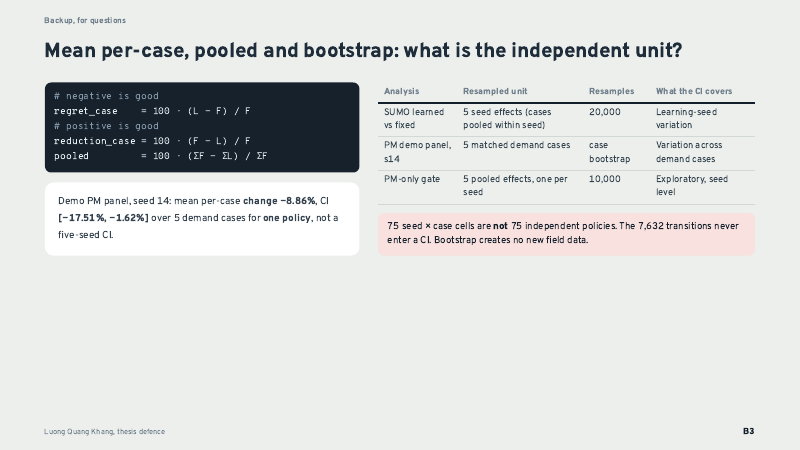 Backup, for questions
Mean per-case, pooled and bootstrap: what is the independent unit?
# negative is good
regret_case    = 100 · (L − F) / F
# positive is good
reduction_case = 100 · (F − L) / F
pooled         = 100 · (ΣF − ΣL) / ΣF
Demo PM panel, seed 14: mean per-case change −8.86%, CI
[−17.51%, −1.62%] over 5 demand cases for one policy, not a
five-seed CI.
Analysis Resampled unit Resamples What the CI covers
SUMO learned vs fixed 5 seed effects (cases pooled within seed) 20,000 Learning-seed variation
PM demo panel, s14 5 matched demand cases case bootstrap Variation across demand cases
PM-only gate 5 pooled effects, one per seed 10,000 Exploratory, seed level
75 seed × case cells are not 75 independent policies. The 7,632 transitions never
enter a CI. Bootstrap creates no new field data.
Luong Quang Khang, thesis defence
B3